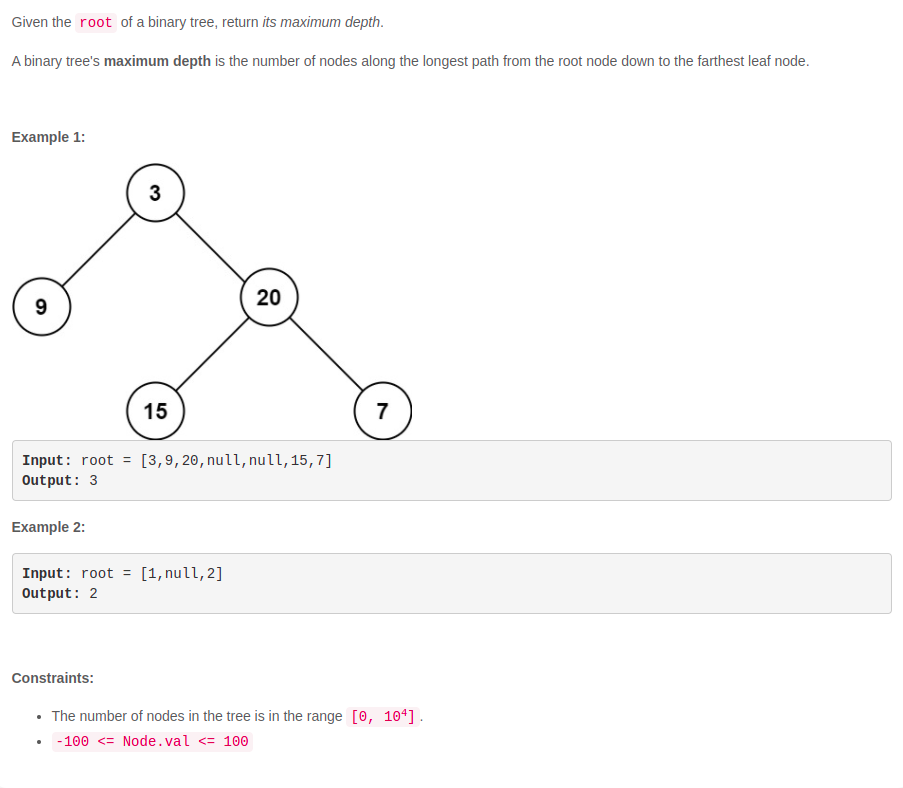 Given the root of a binary tree, return its maximum depth.
A binary tree's maximum depth is the number of nodes along the longest path from the root node down to the farthest leaf node.
Example 1:
3
9
20
15
7
Input: root = [3,9,20,null,null,15,7]
Output: 3
Example 2:
Input: root = [1,null,2]
Output: 2
Constraints:
• The number of nodes in the tree is in the range [0, 10⁴].
• -100 <= Node.val <= 100